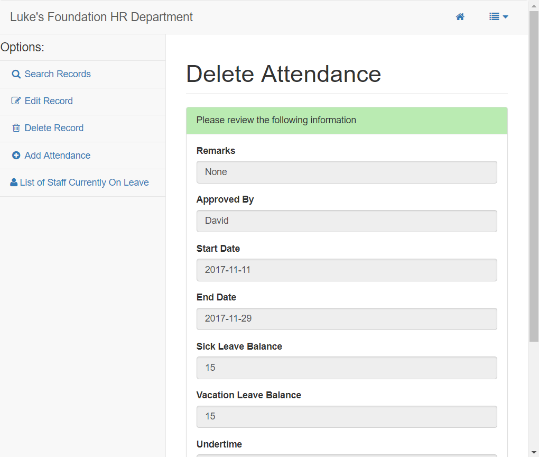 Luke's Foundation HR Department
Options:
Search Records
Edit Record
Delete Record
Add Attendance
List of Staff Currently On Leave
Delete Attendance
Please review the following information
Remarks
None
Approved By
David
Start Date
2017-11-11
End Date
2017-11-29
Sick Leave Balance
15
Vacation Leave Balance
15
Undertime